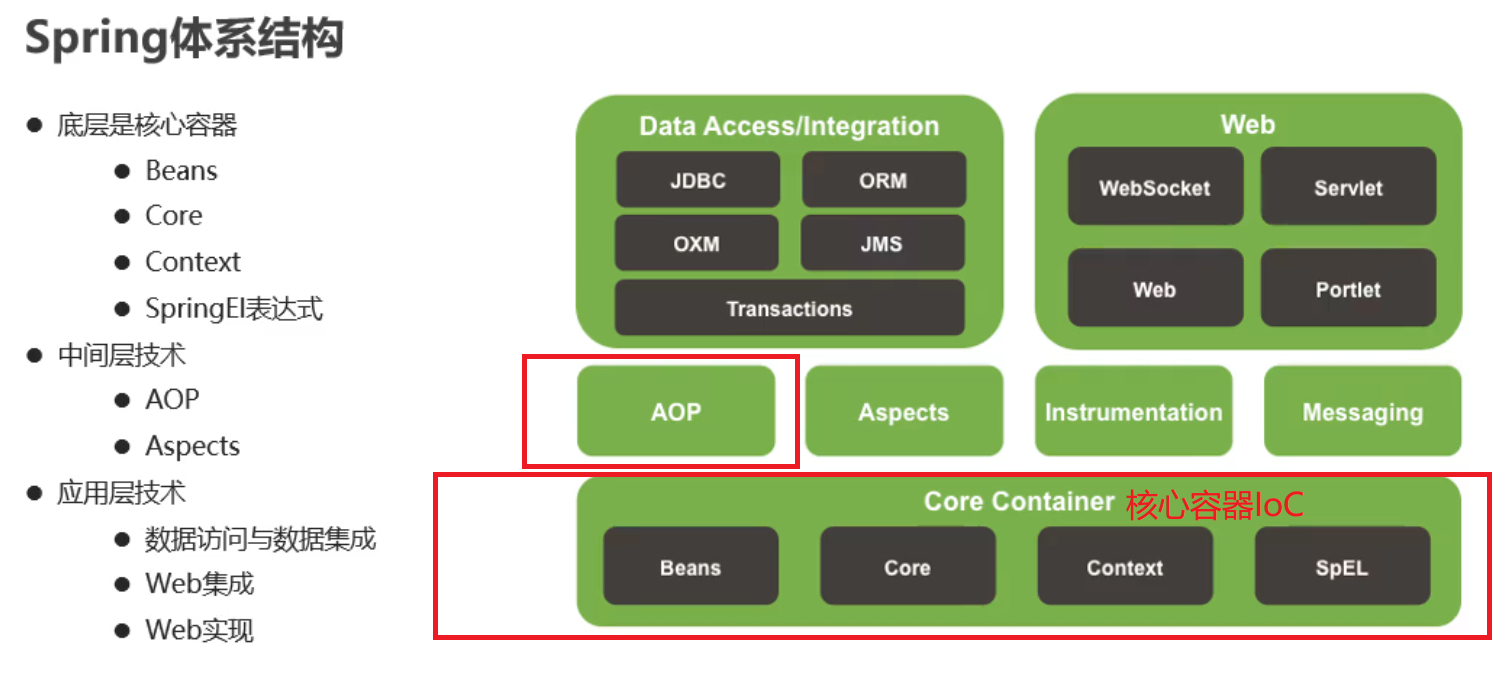 Spring体系结构
底层是核心容器
Beans
Core
Context
SpringEl表达式
中间层技术
AOP
Aspects
应用层技术
数据访问与数据集成
Web集成
Web实现
Data Access/Integration
JDBC ORM
OXM JMS
Transactions
Web
WebSocket Servlet
Web Portlet
AOP Aspects Instrumentation Messaging
Core Container 核心容器IoC
Beans Core Context SpEL